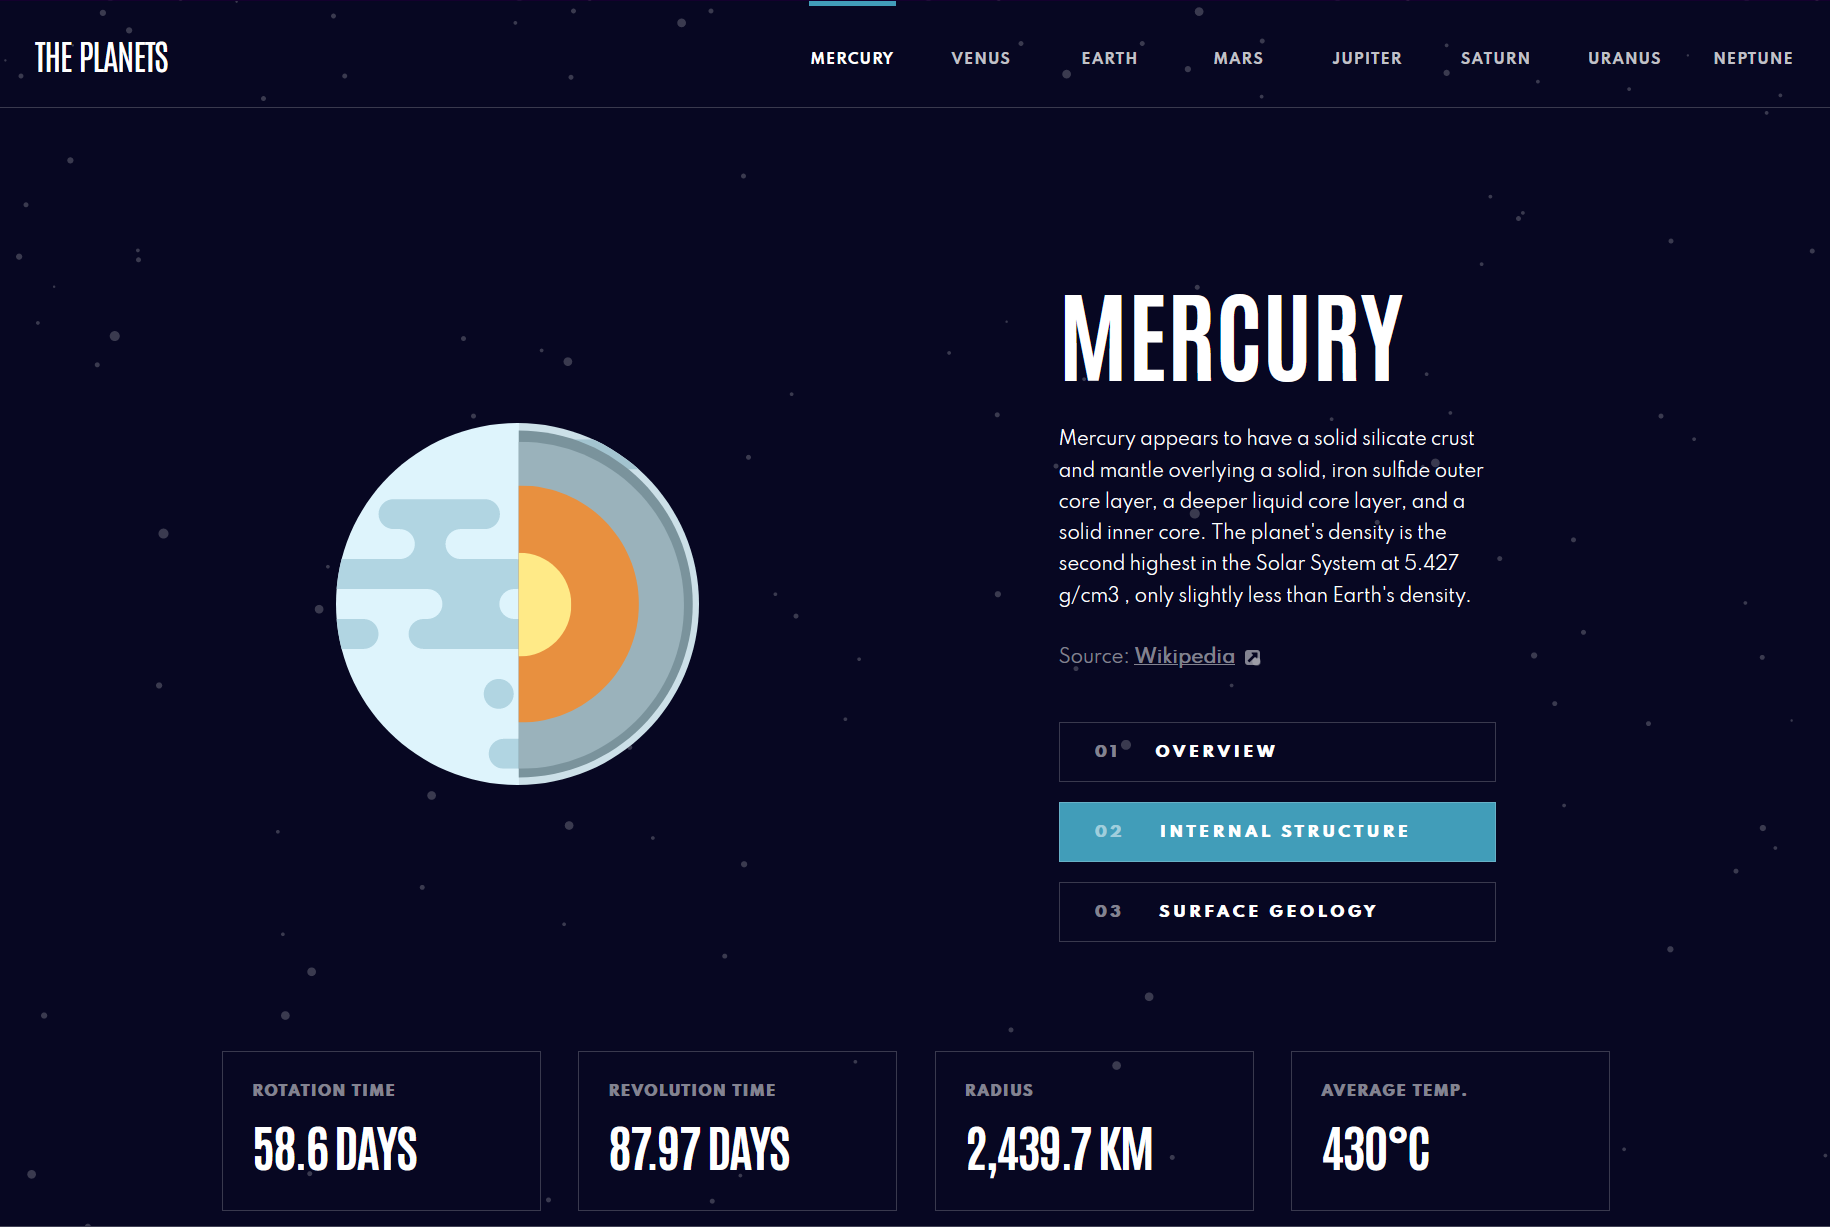 THE PLANETS
MERCURY
VENUS
EARTH
MARS
JUPITER
SATURN
URANUS
NEPTUNE
MERCURY
Mercury appears to have a solid silicate crust
and mantle overlying a solid, iron sulfide outer
core layer, a deeper liquid core layer, and a
solid inner core. The planet's density is the
second highest in the Solar System at 5.427
g/cm3 , only slightly less than Earth's density.
Source: Wikipedia
01 OVERVIEW
02 INTERNAL STRUCTURE
03 SURFACE GEOLOGY
ROTATION TIME
58.6 DAYS
REVOLUTION TIME
87.97 DAYS
RADIUS
2,439.7 KM
AVERAGE TEMP.
430°C